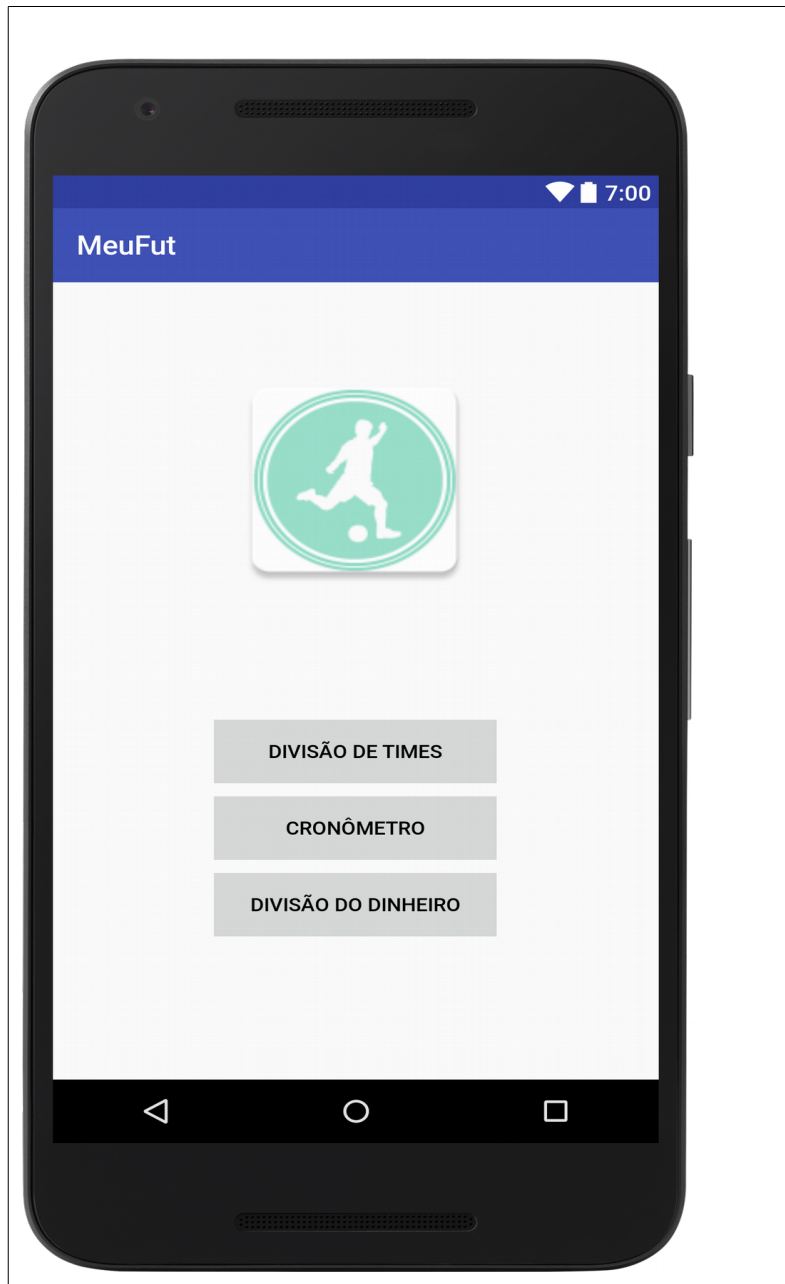 7:00
MeuFut
DIVISÃO DE TIMES
CRONÔMETRO
DIVISÃO DO DINHEIRO